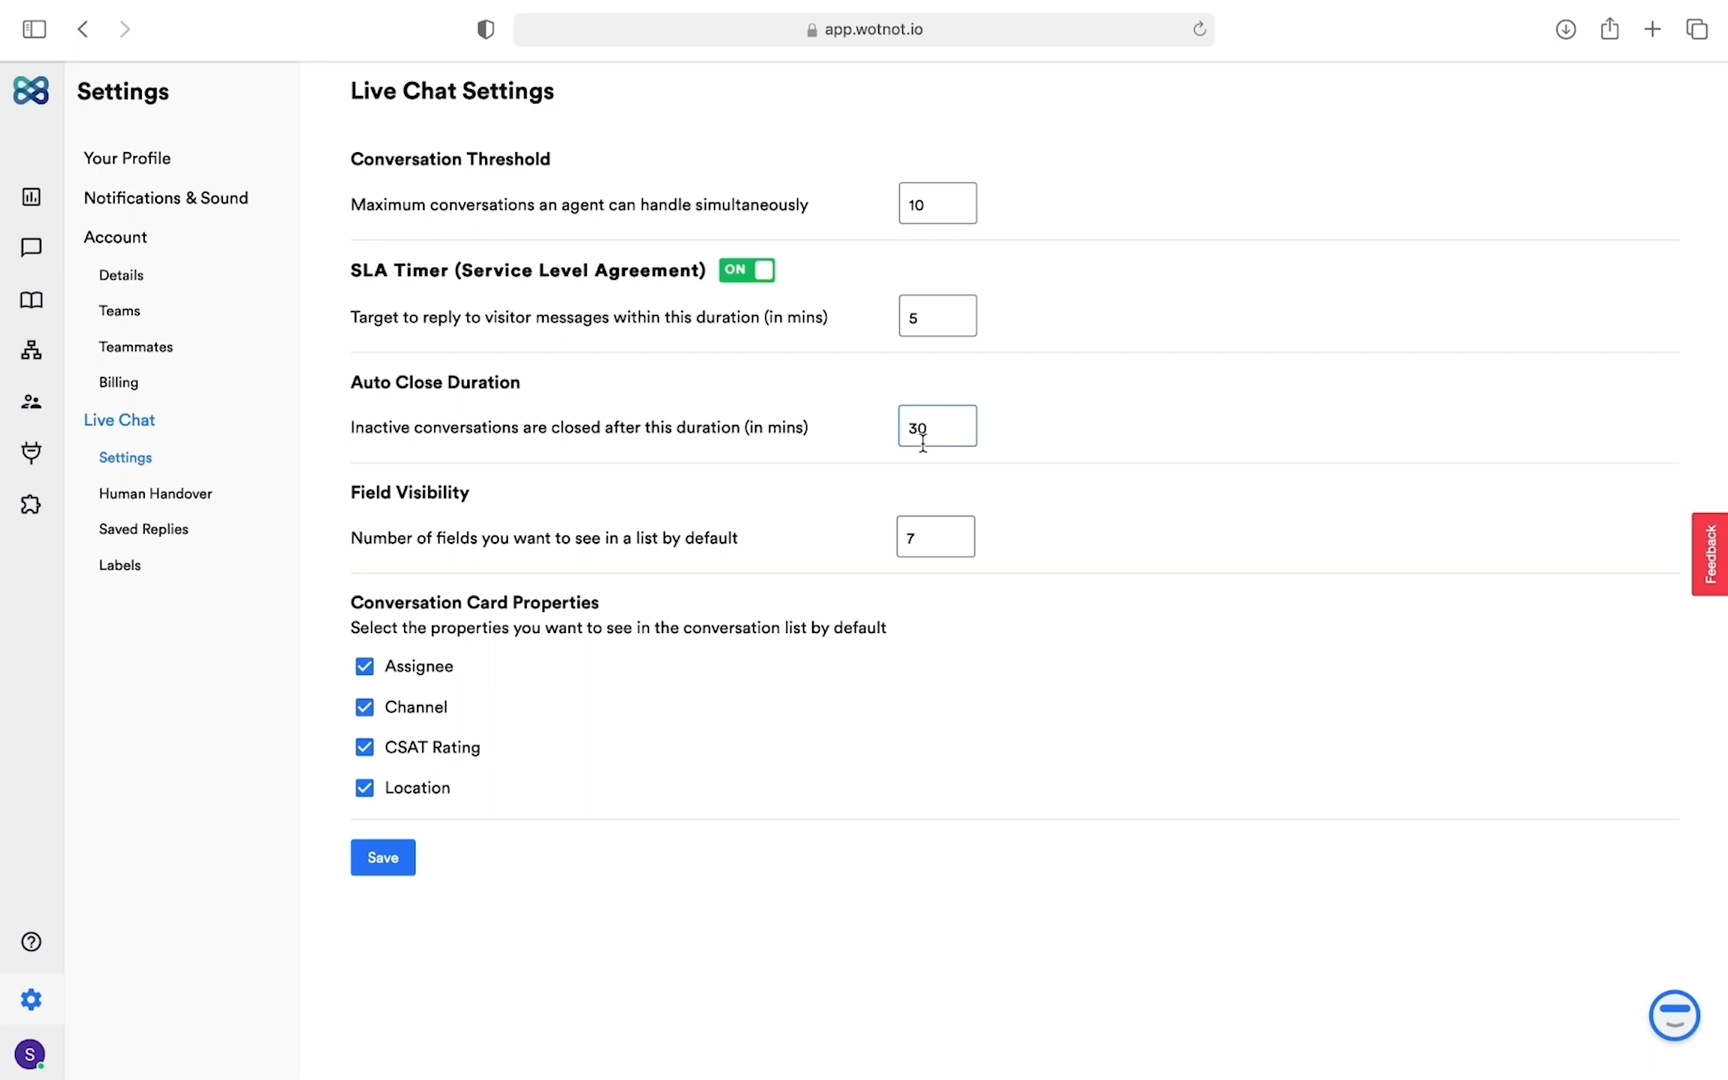 app.wotnot.io
Settings
Your Profile
Notifications & Sound
Account
Details
Teams
Teammates
Billing
Live Chat
Settings
Human Handover
Saved Replies
Labels
S
Live Chat Settings
Conversation Threshold
Maximum conversations an agent can handle simultaneously
10
SLA Timer (Service Level Agreement) ON
Target to reply to visitor messages within this duration (in mins)
5
Auto Close Duration
Inactive conversations are closed after this duration (in mins)
30
Field Visibility
Number of fields you want to see in a list by default
7
Conversation Card Properties
Select the properties you want to see in the conversation list by default
Assignee
Channel
CSAT Rating
Location
Save
Feedback